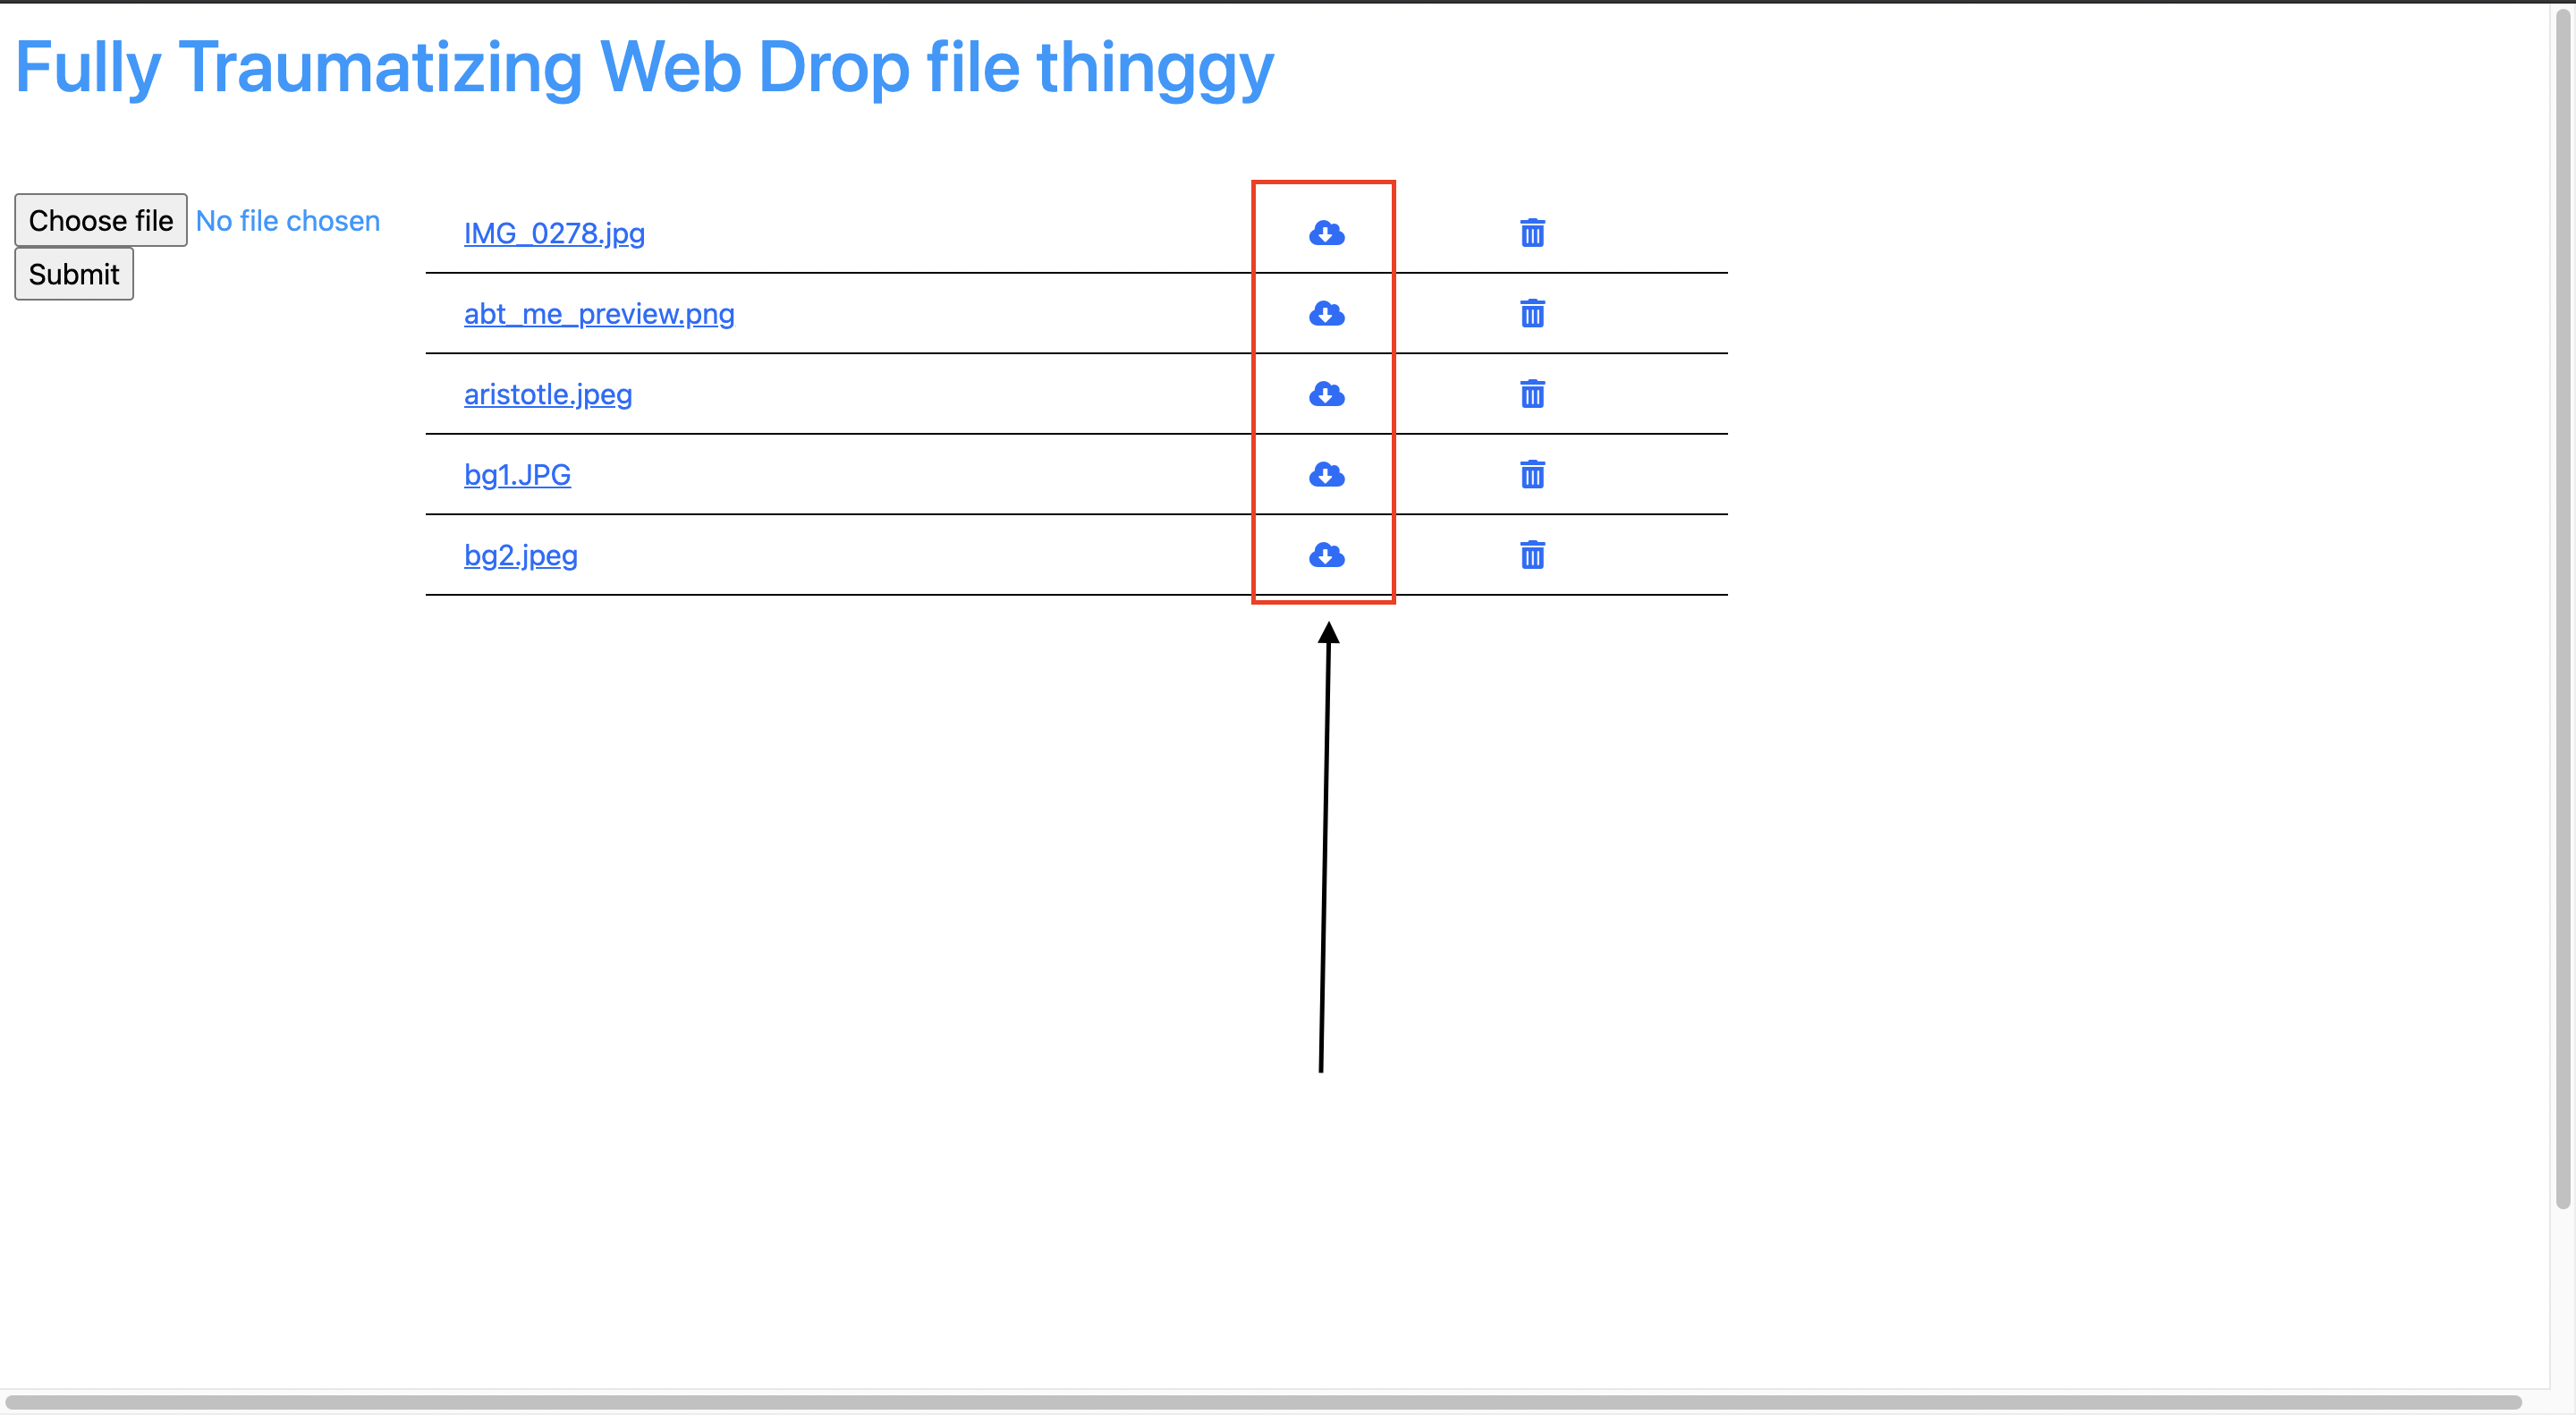 Fully Traumatizing Web Drop file thinggy
Choose file No file chosen
Submit
IMG_0278.jpg
abt_me_preview.png
aristotle.jpeg
bg1.JPG
bg2.jpeg